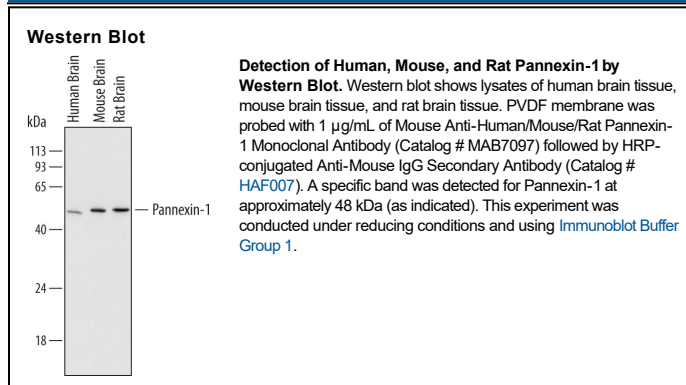 Western Blot
Human Brain
Mouse Brain
Rat Brain
kDa
113
93
65
40
24
18
Pannexin-1
Detection of Human, Mouse, and Rat Pannexin-1 by
Western Blot. Western blot shows lysates of human brain tissue,
mouse brain tissue, and rat brain tissue. PVDF membrane was
probed with 1 µg/mL of Mouse Anti-Human/Mouse/Rat Pannexin-
1 Monoclonal Antibody (Catalog # MAB7097) followed by HRP-
conjugated Anti-Mouse IgG Secondary Antibody (Catalog #
HAF007). A specific band was detected for Pannexin-1 at
approximately 48 kDa (as indicated). This experiment was
conducted under reducing conditions and using Immunoblot Buffer
Group 1.